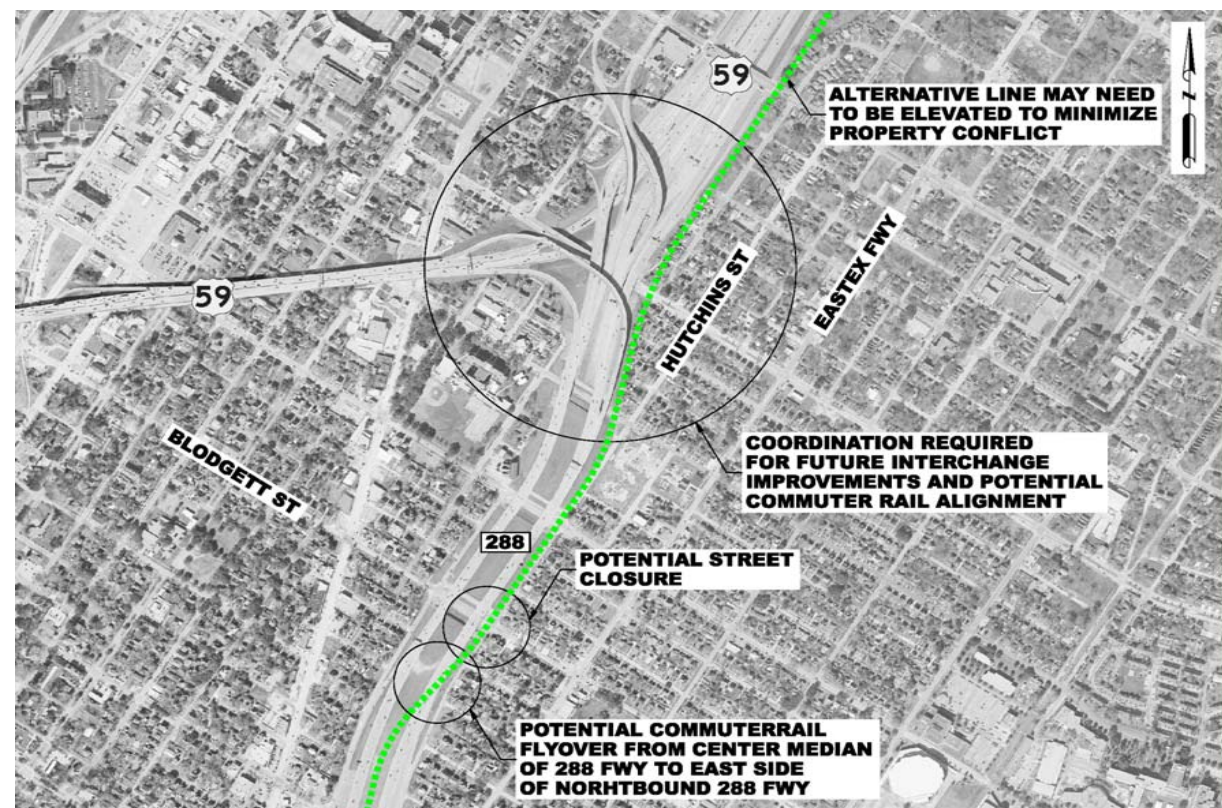 59
N
ALTERNATIVE LINE MAY NEED
TO BE ELEVATED TO MINIMIZE
PROPERTY CONFLICT
59
HUTCHINS ST
EASTEX FWY
BLODGETT ST
COORDINATION REQUIRED
FOR FUTURE INTERCHANGE
IMPROVEMENTS AND POTENTIAL
COMMUTER RAIL ALIGNMENT
288
POTENTIAL STREET
CLOSURE
POTENTIAL COMMUTERRAIL
FLYOVER FROM CENTER MEDIAN
OF 288 FWY TO EAST SIDE
OF NORHTBOUND 288 FWY